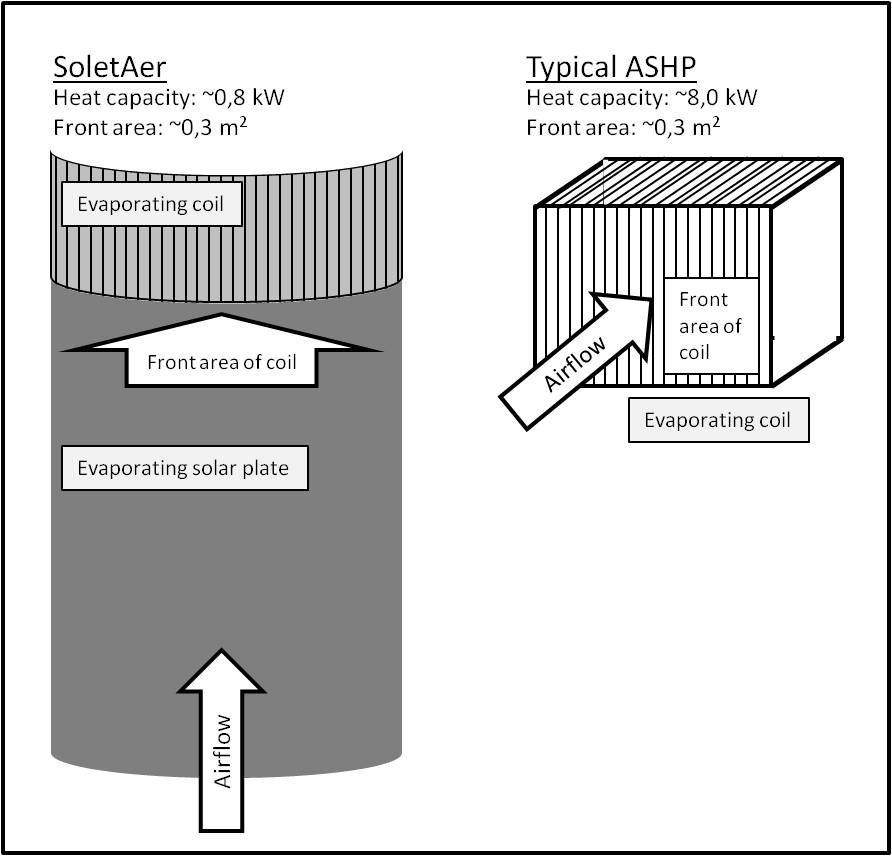 SoletAer
Heat capacity: ~0,8 kW
Front area: ~0,3 m²
Evaporating coil
Front area of coil
Evaporating solar plate
Airflow
Typical ASHP
Heat capacity: ~8,0 kW
Front area: ~0,3 m²
Front
area of
coil
Airflow
Evaporating coil